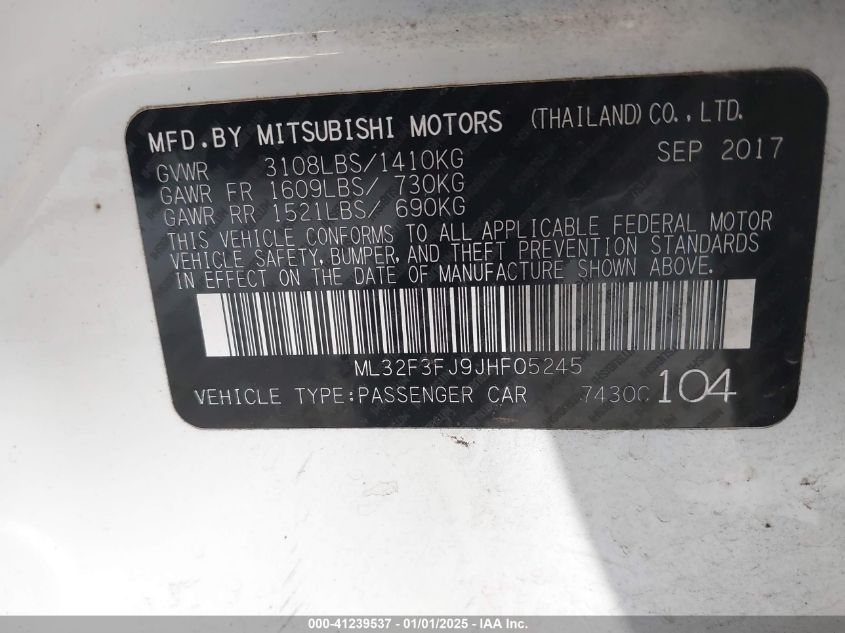 MFD.BY MITSUBISHI MOTORS (THAILAND)CO.,LTD.
GVWR 3108LBS/1410KG SEP 2017
GAWR FR 1609LBS/ 730KG
GAWR RR 1521LBS/ 690KG
THIS VEHICLE CONFORMS TO ALL APPLICABLE FEDERAL MOTOR
VEHICLE SAFETY, BUMPER, AND THEFT PREVENTION STANDARDS
IN EFFECT ON THE DATE OF MANUFACTURE SHOWN ABOVE.
ML32F3FJ9JHF05245
VEHICLE TYPE:PASSENGER CAR 7430C 104
000-41239537 - 01/01/2025 - IAA Inc.